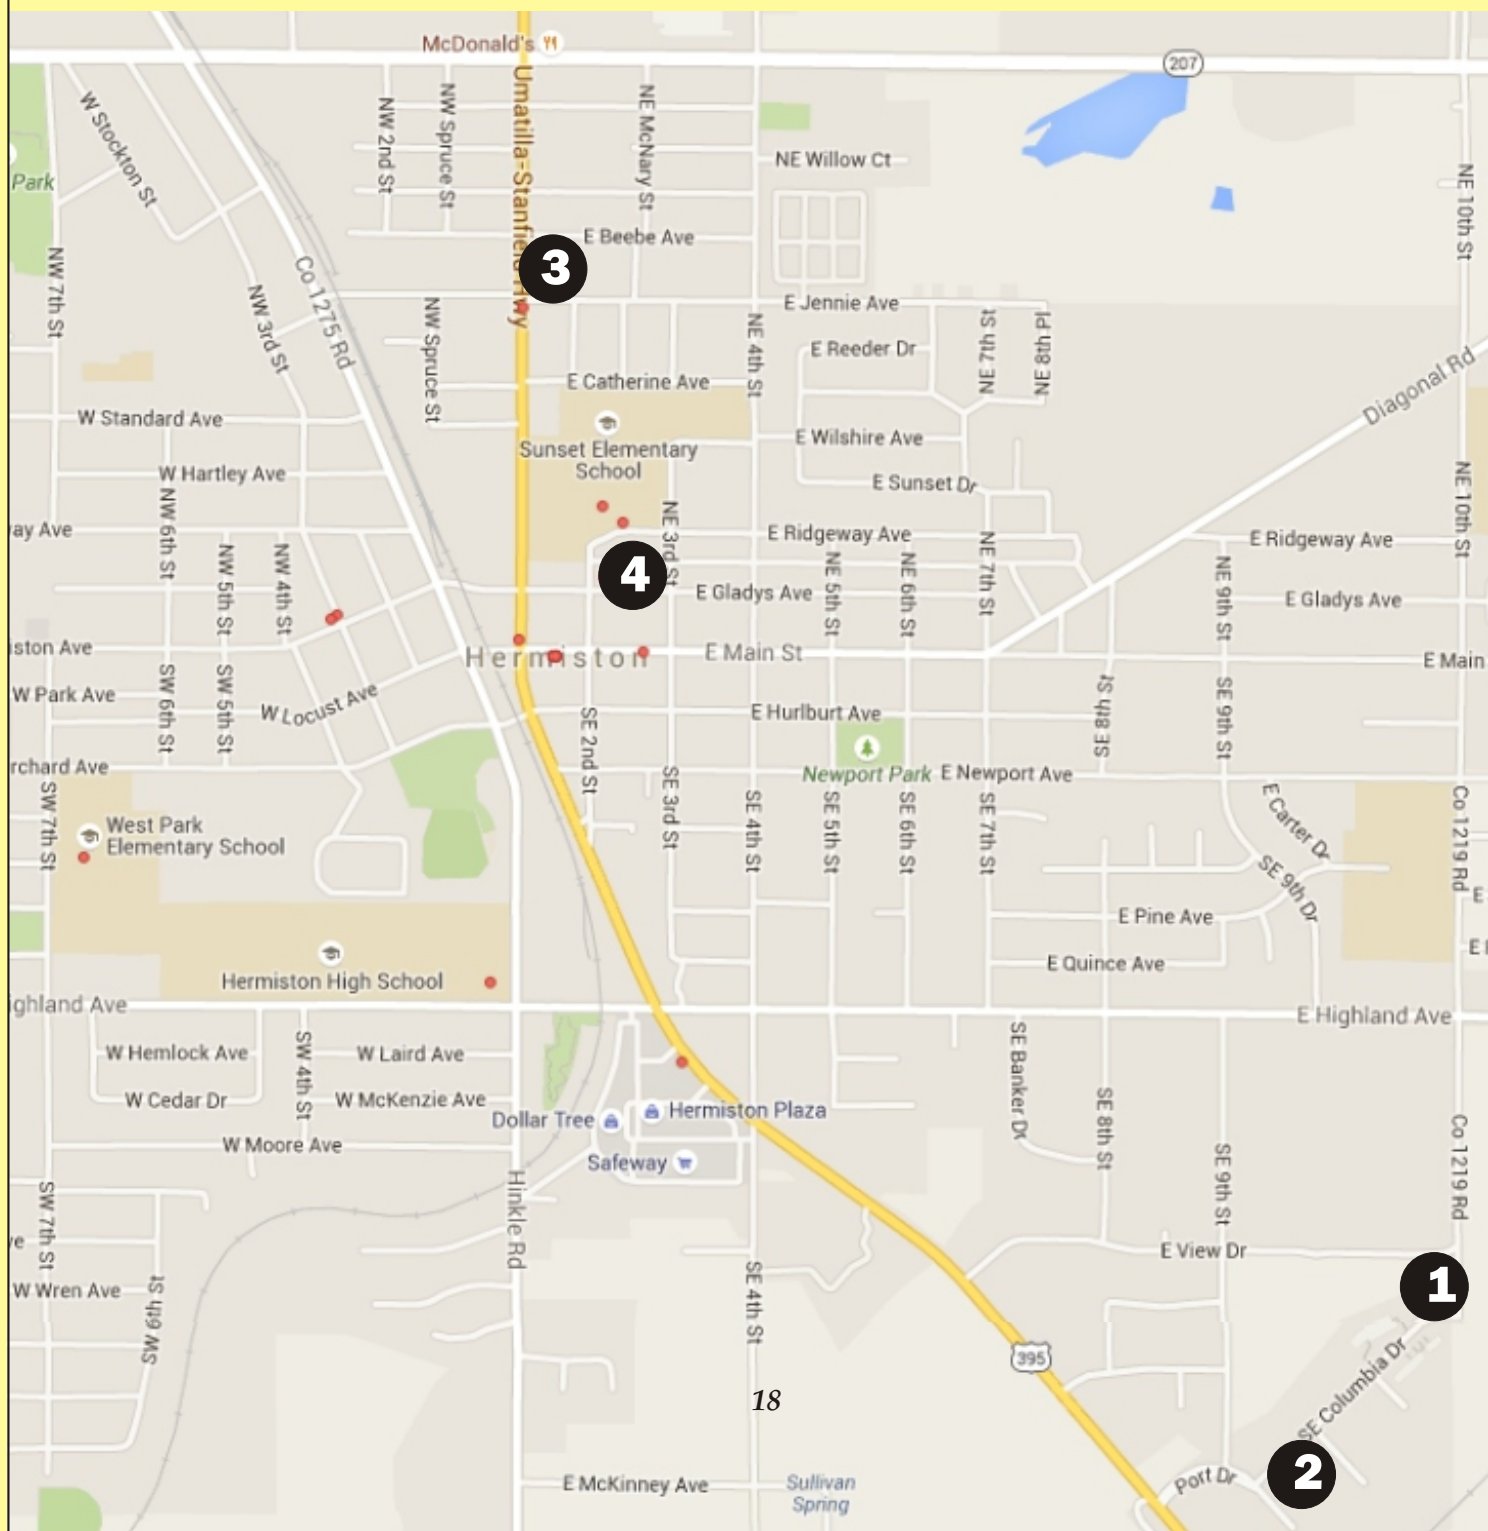 McDonald's
207
Umatilla-Stanfield Hwy
W Stockton St
NW 2nd St
NW Spruce St
NE McNary St
NE Willow Ct
Park
NE 10th St
E Beebe Ave
3
NW 7th St
Co 1275 Rd
NW 3rd St
NW Spruce St
E Jennie Ave
NE 4th St
NE 7th St
NE 8th Pl
E Reeder Dr
E Catherine Ave
Diagonal Rd
W Standard Ave
E Wilshire Ave
Sunset Elementary
School
W Hartley Ave
E Sunset Dr
NE 10th St
NW 6th St
way Ave
NE 3rd St
E Ridgeway Ave
E Ridgeway Ave
NW 5th St
NW 4th St
4
NE 5th St
NE 6th St
NE 7th St
NE 9th St
E Gladys Ave
E Gladys Ave
iston Ave
Hermiston
E Main St
E Main
W Park Ave
SW 6th St
SW 5th St
W Locust Ave
E Hurlburt Ave
SE 8th St
SE 9th St
SE 2nd St
rchard Ave
Newport Park
E Newport Ave
SW 7th St
SE 3rd St
SE 4th St
SE 5th St
SE 6th St
SE 7th St
E Carter Dr
Co 1219 Rd
West Park
Elementary School
SE 9th Dr
E
E Pine Ave
E Quince Ave
Hermiston High School
ighland Ave
E Highland Ave
W Hemlock Ave
SW 4th St
W Laird Ave
SE Banker Dr
W Cedar Dr
W McKenzie Ave
SE 8th St
Dollar Tree
Hermiston Plaza
W Moore Ave
Safeway
Co 1219 Rd
SE 9th St
SW 7th St
Hinkle Rd
E View Dr
W Wren Ave
SW 6th St
SE 4th St
1
395
SE Columbia Dr
18
E McKinney Ave
Sullivan
Spring
Port Dr
2